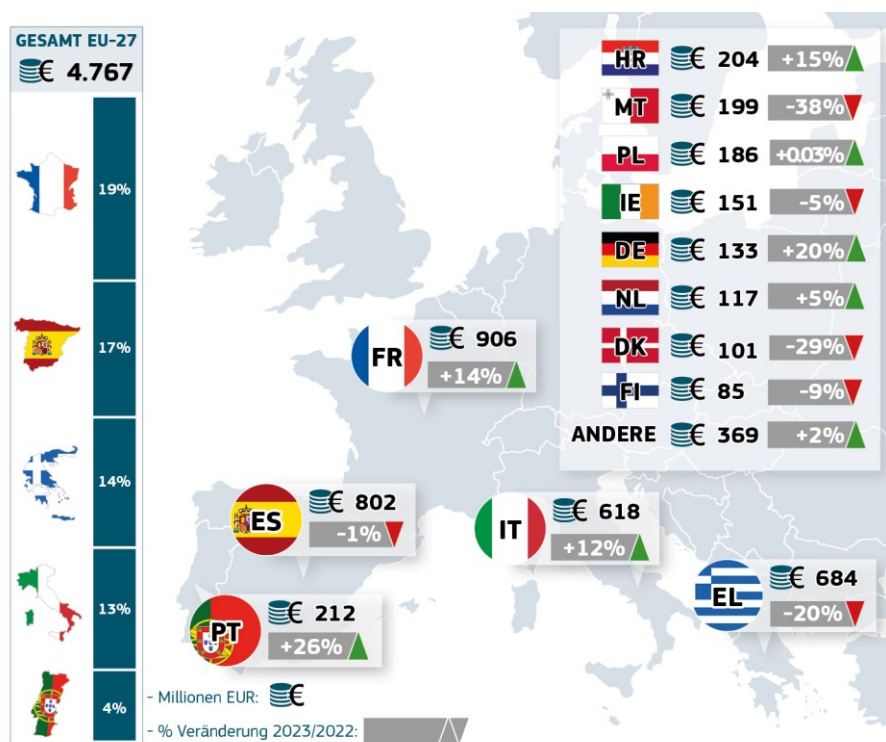 GESAMT EU-27
€ 4.767
19%
17%
14%
13%
4%
HR € 204 +15%
MT € 199 -38%
PL € 186 +0.03%
IE € 151 -5%
DE € 133 +20%
NL € 117 +5%
DK € 101 -29%
FI € 85 -9%
ANDERE € 369 +2%
FR € 906
+14%
ES € 802
-1%
IT € 618
+12%
EL € 684
-20%
PT € 212
+26%
- Millionen EUR: €
- % Veränderung 2023/2022: